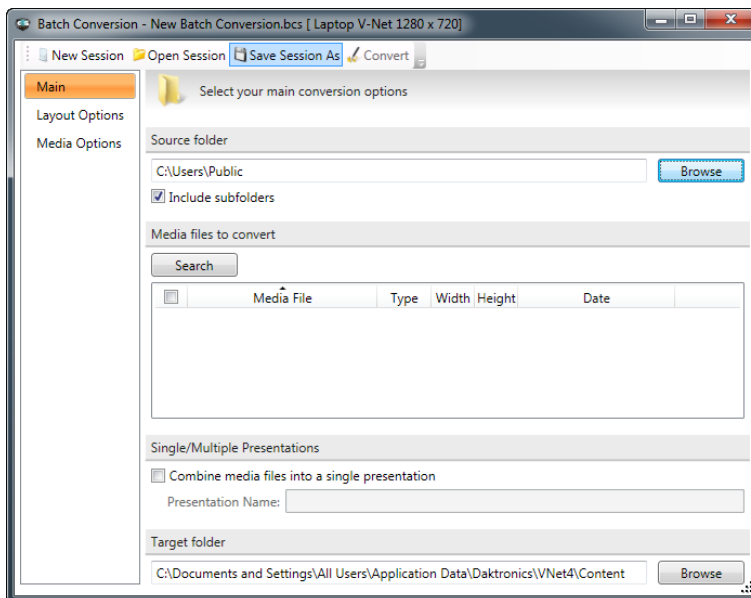 Batch Conversion - New Batch Conversion.bcs [ Laptop V-Net 1280 x 720]
New Session Open Session Save Session As Convert
Main
Layout Options
Media Options
Select your main conversion options
Source folder
C:\Users\Public Browse
Include subfolders
Media files to convert
Search
Media File Type Width Height Date
Single/Multiple Presentations
Combine media files into a single presentation
Presentation Name:
Target folder
C:\Documents and Settings\All Users\Application Data\Daktronics\VNet4\Content Browse